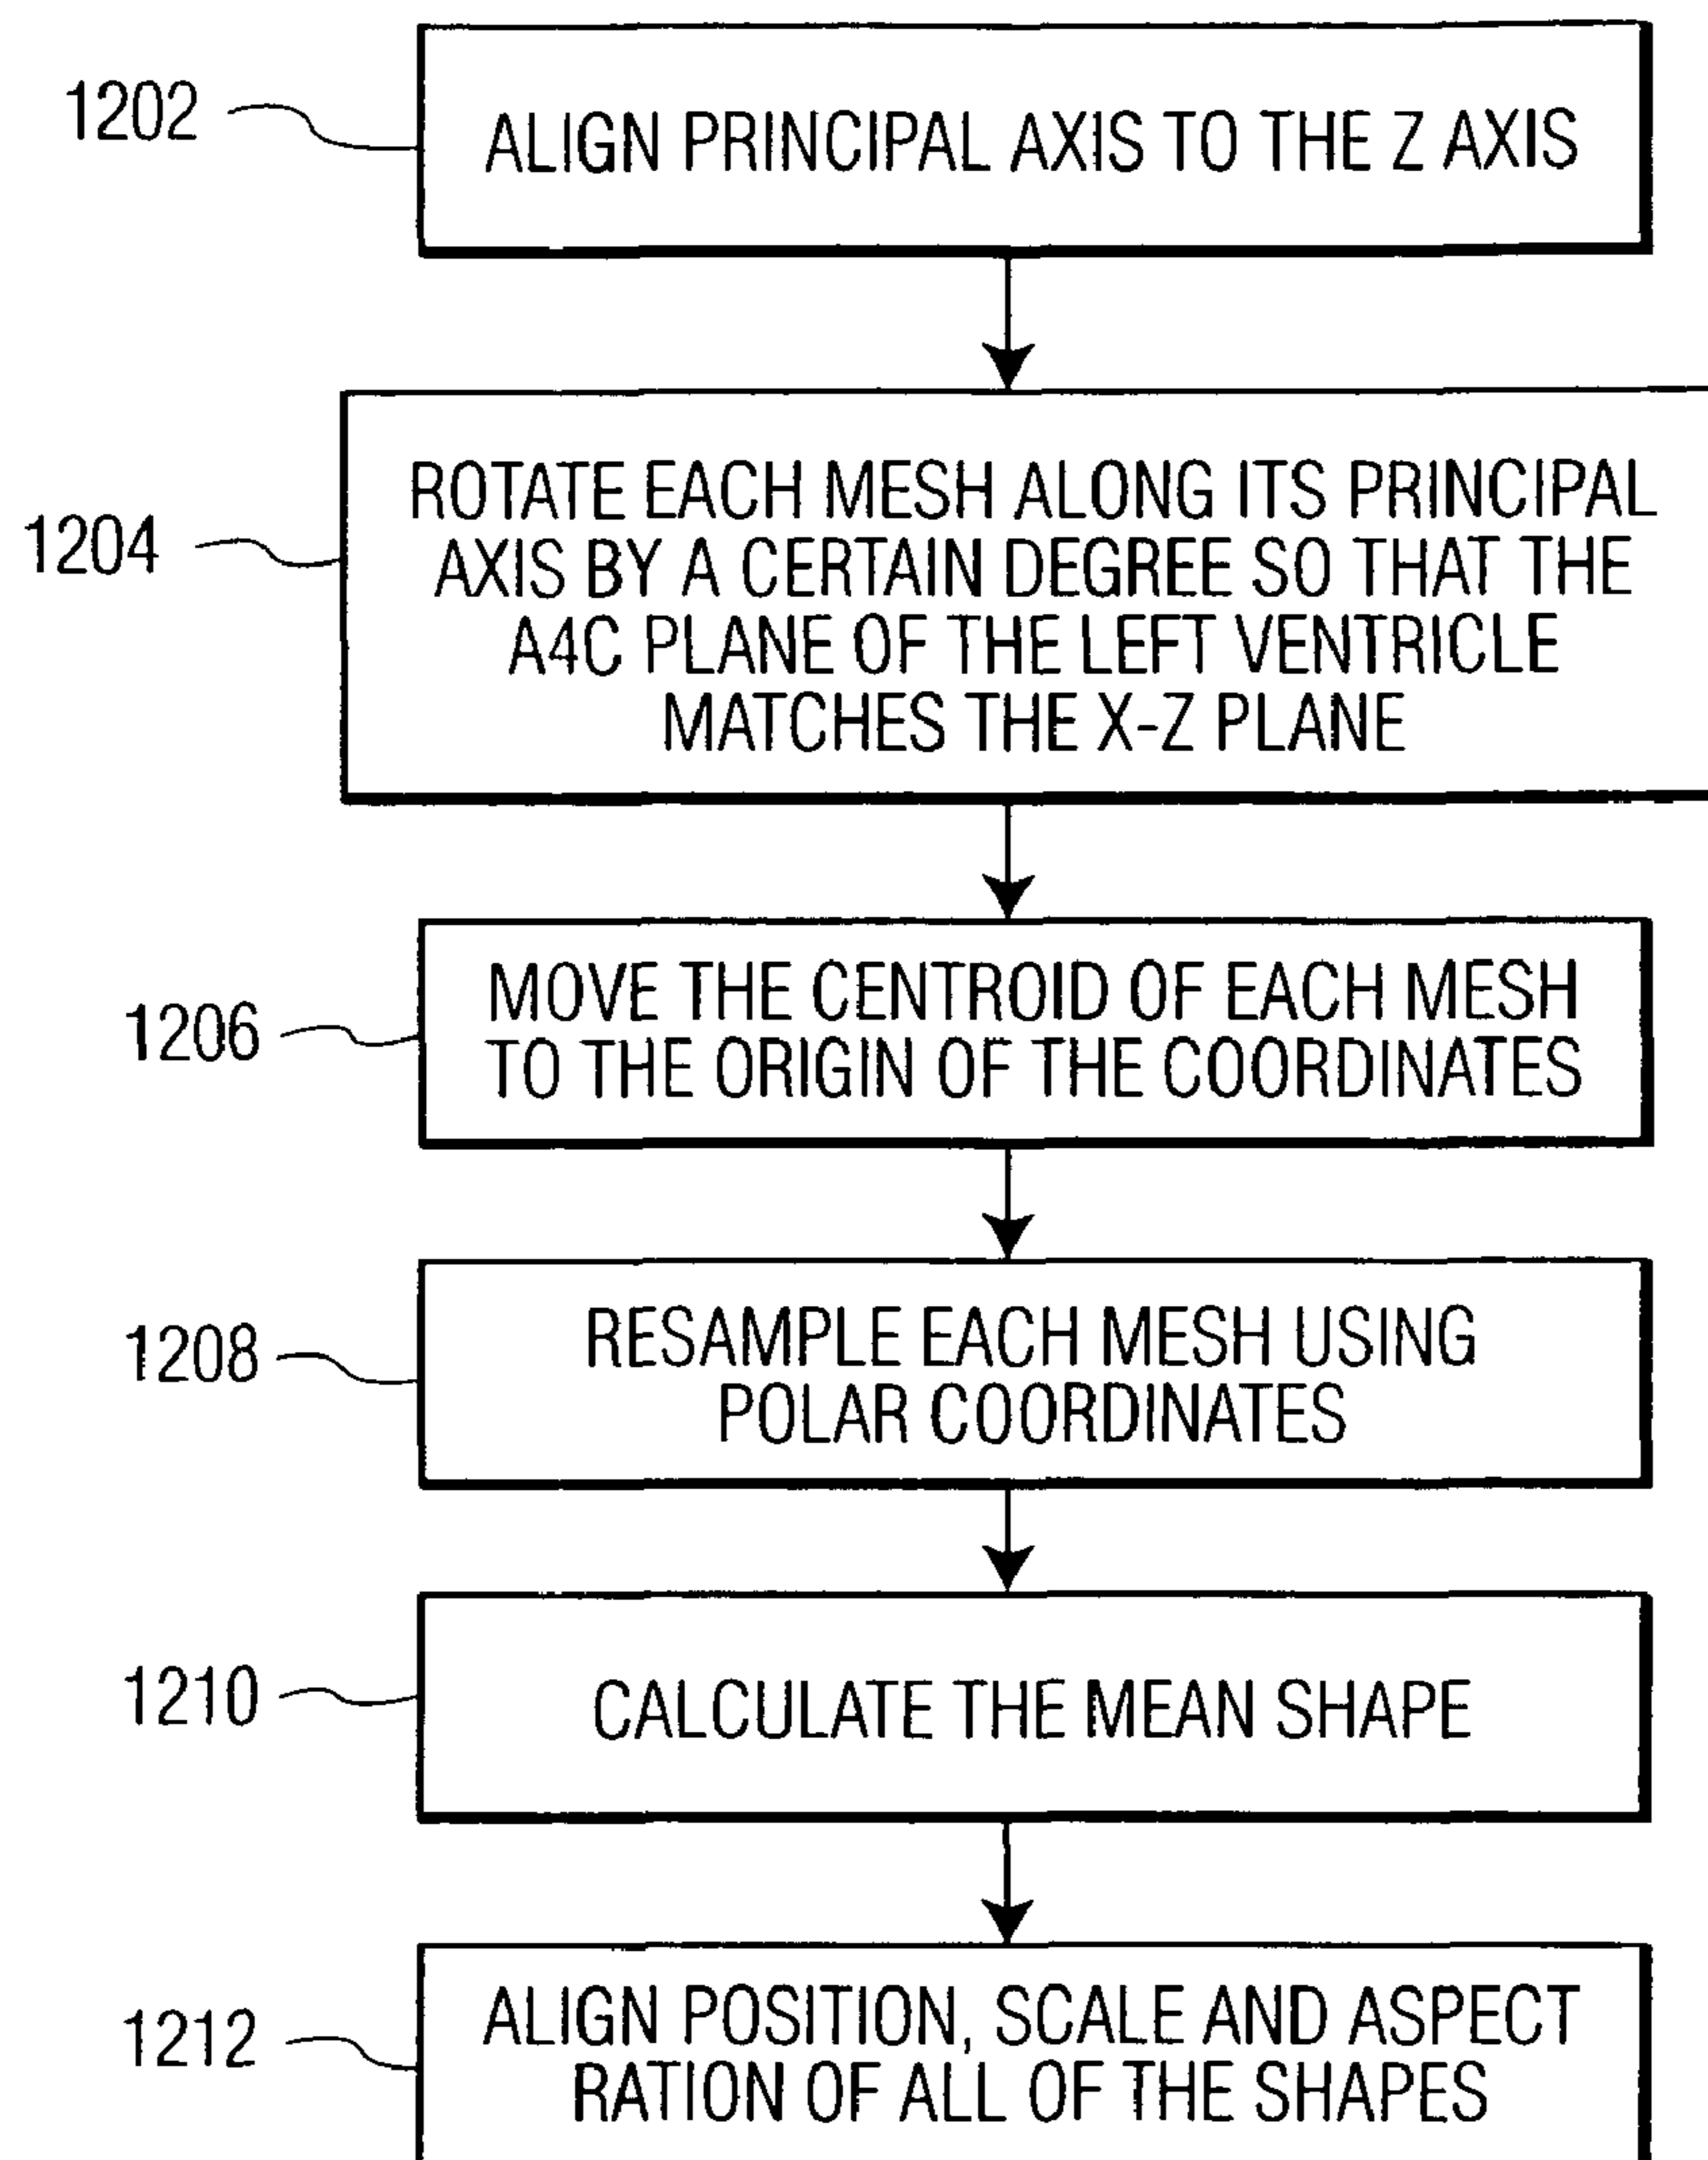 1202
ALIGN PRINCIPAL AXIS TO THE Z AXIS
1204
ROTATE EACH MESH ALONG ITS PRINCIPAL
AXIS BY A CERTAIN DEGREE SO THAT THE
A4C PLANE OF THE LEFT VENTRICLE
MATCHES THE X-Z PLANE
1206
MOVE THE CENTROID OF EACH MESH
TO THE ORIGIN OF THE COORDINATES
1208
RESAMPLE EACH MESH USING
POLAR COORDINATES
1210
CALCULATE THE MEAN SHAPE
1212
ALIGN POSITION, SCALE AND ASPECT
RATION OF ALL OF THE SHAPES